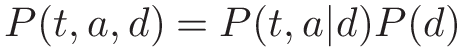 P(t, a, d) = P(t, a|d)P(d)